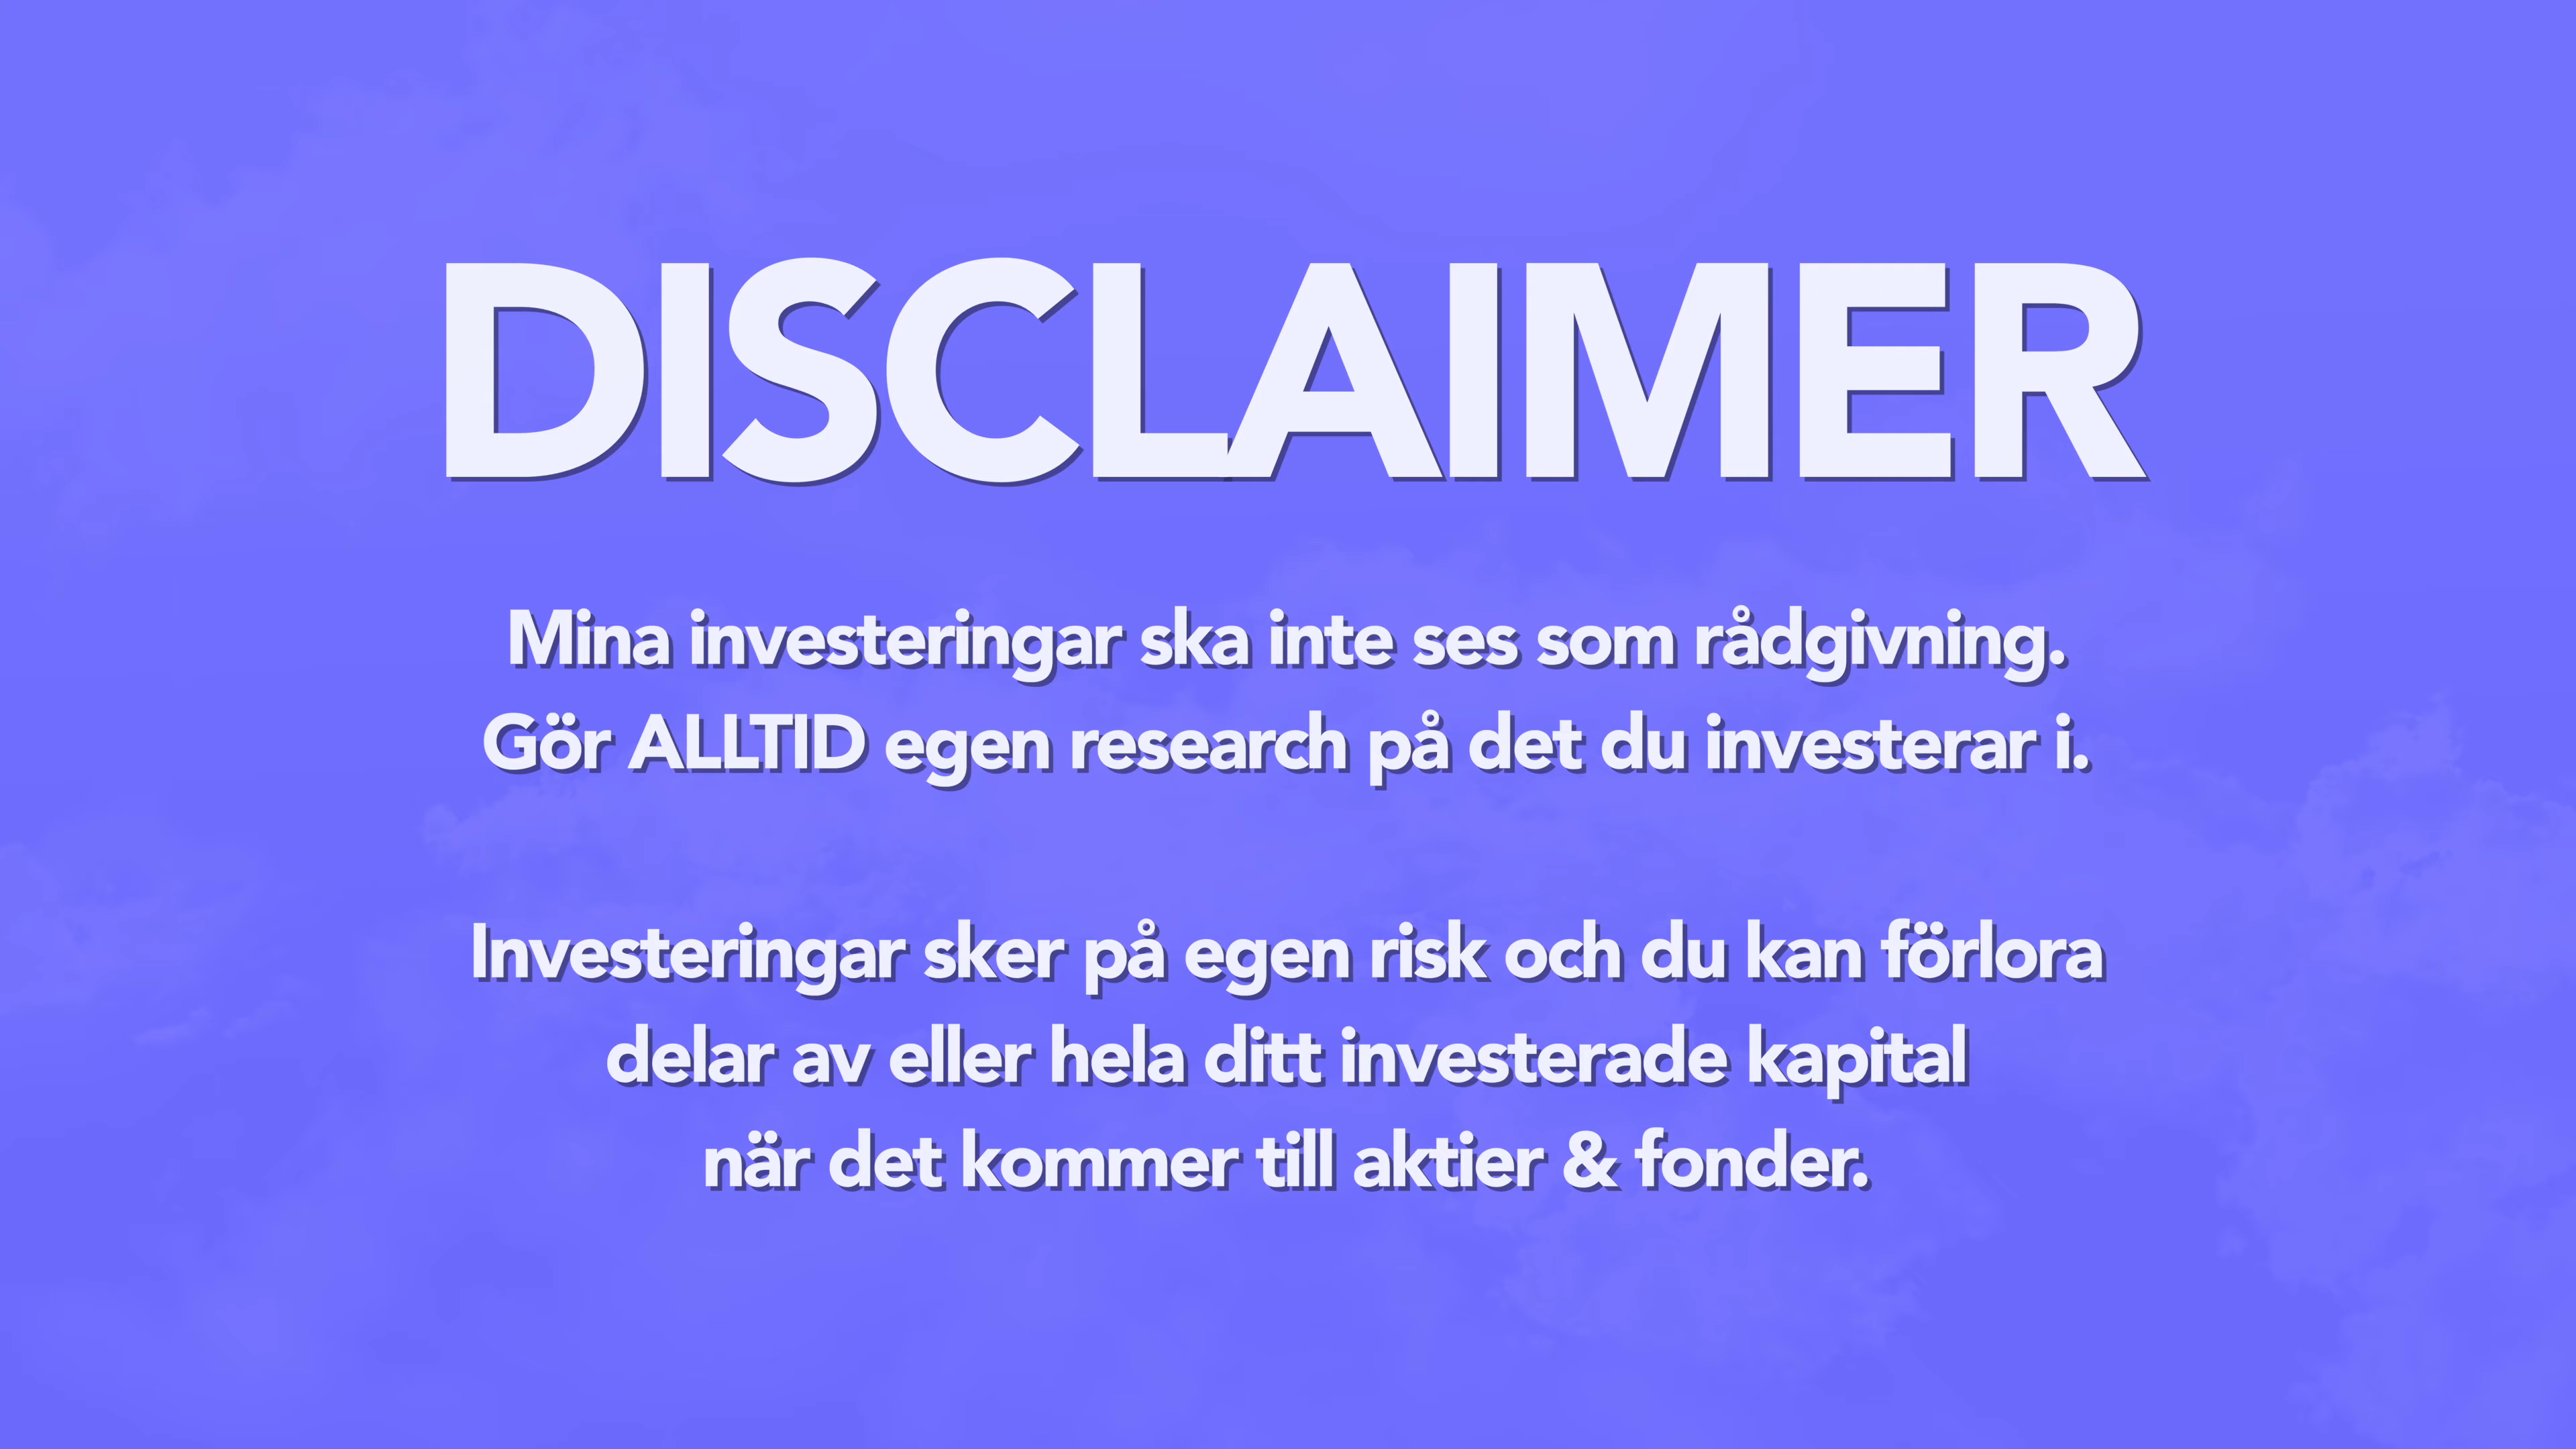 DISCLAIMER
Mina investeringar ska inte ses som rådgivning.
Gör ALLTID egen research på det du investerar i.
Investeringar sker på egen risk och du kan förlora
delar av eller hela ditt investerade kapital
när det kommer till aktier & fonder.